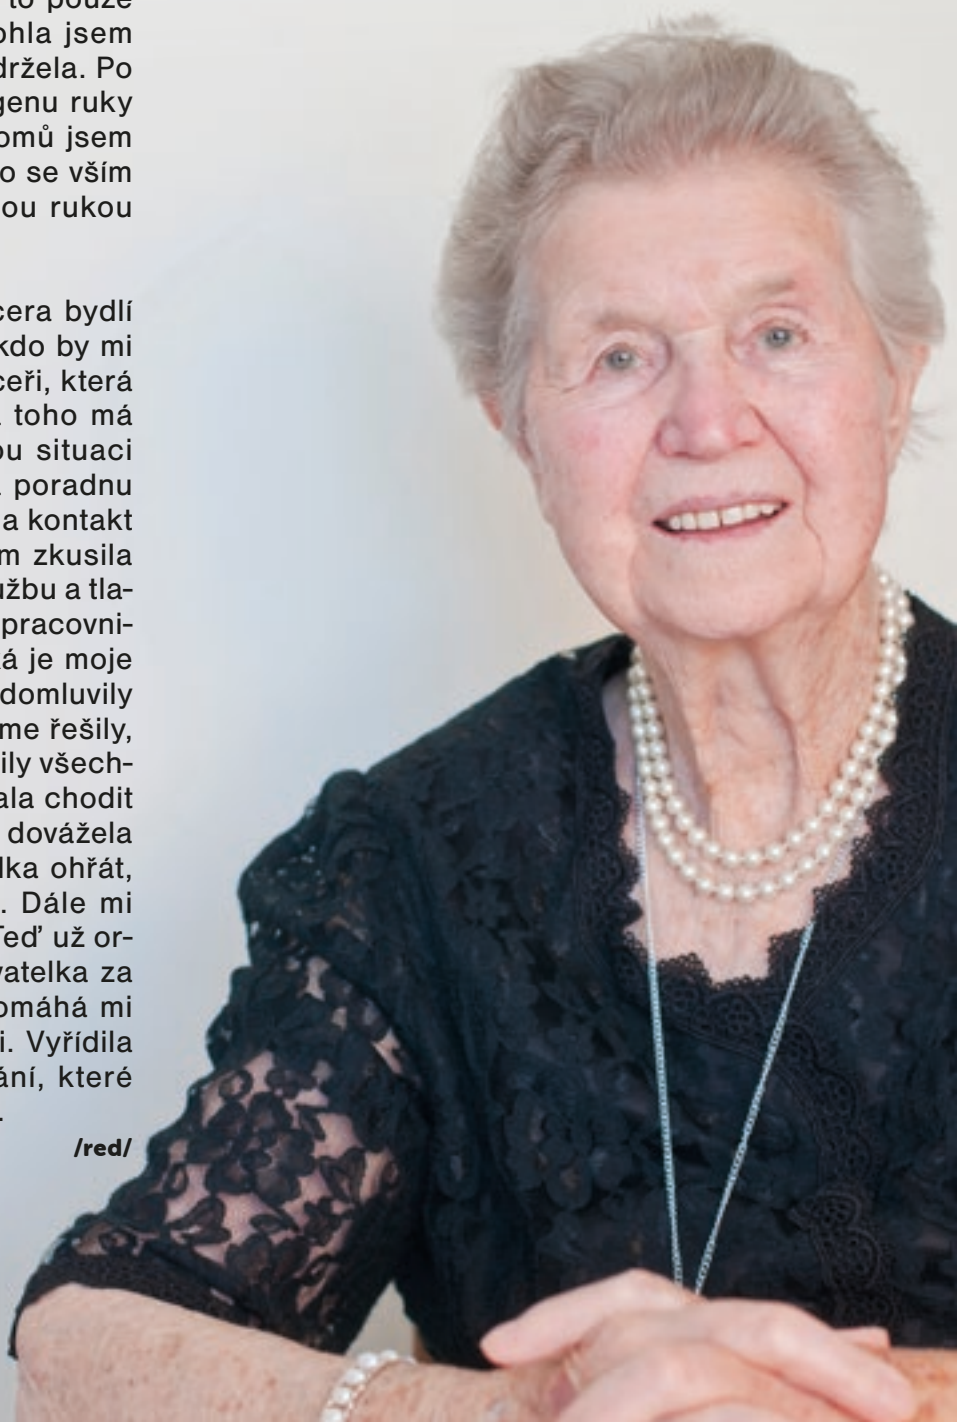 to pouze
ohla jsem
držela. Po
genu ruky
omů jsem
o se vším
ou rukou
cera bydlí
kdo by mi
ceři, která
toho má
ou situaci
poradnu
a kontakt
m zkusila
užbu a tla-
pracovni-
á je moje
domluvily
me řešily,
ily všech-
ala chodit
dovážela
lka ohřát,
. Dále mi
Teď už or-
vatelka za
omáhá mi
i. Vyřídila
ání, které
.
/red/